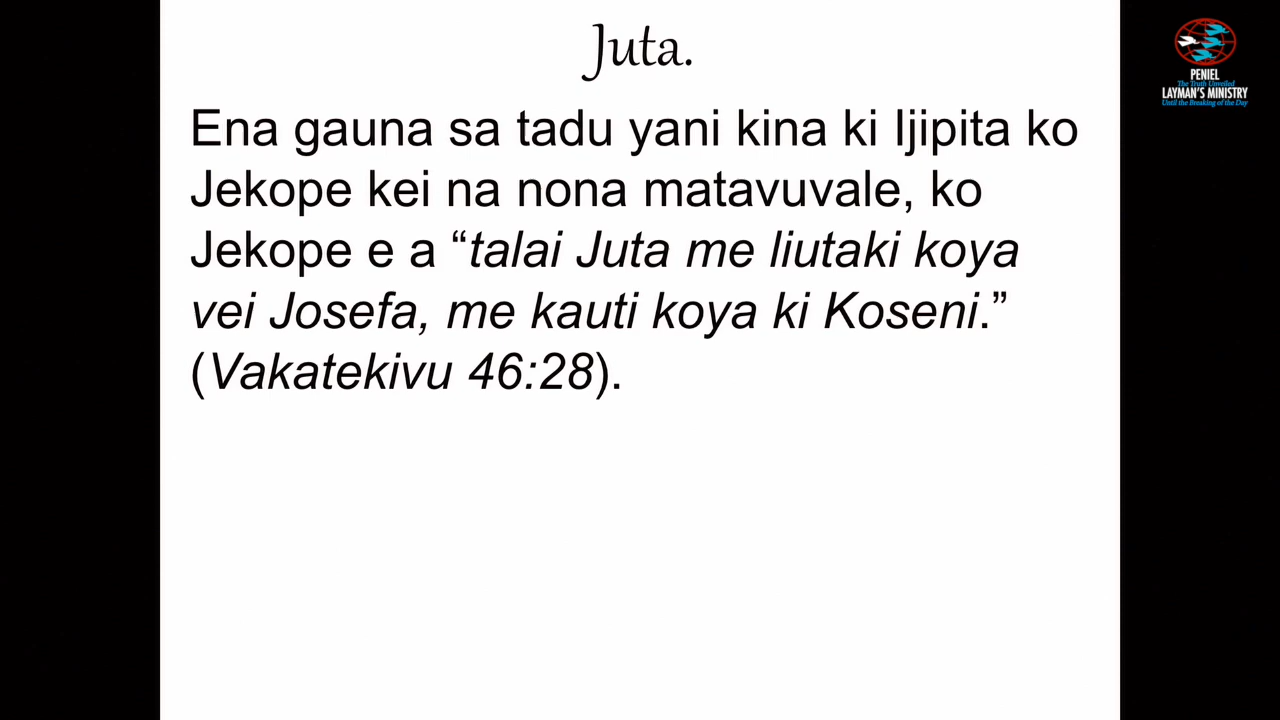 Juta.
Ena gauna sa tadu yani kina ki Ijipita ko
Jekope kei na nona matavuvale, ko
Jekope e a “talai Juta me liutaki koya
vei Josefa, me kauti koya ki Koseni.”
(Vakatekivu 46:28).
PENIEL
The Truth Unveiled
LAYMAN'S MINISTRY
Until the Breaking of the Day